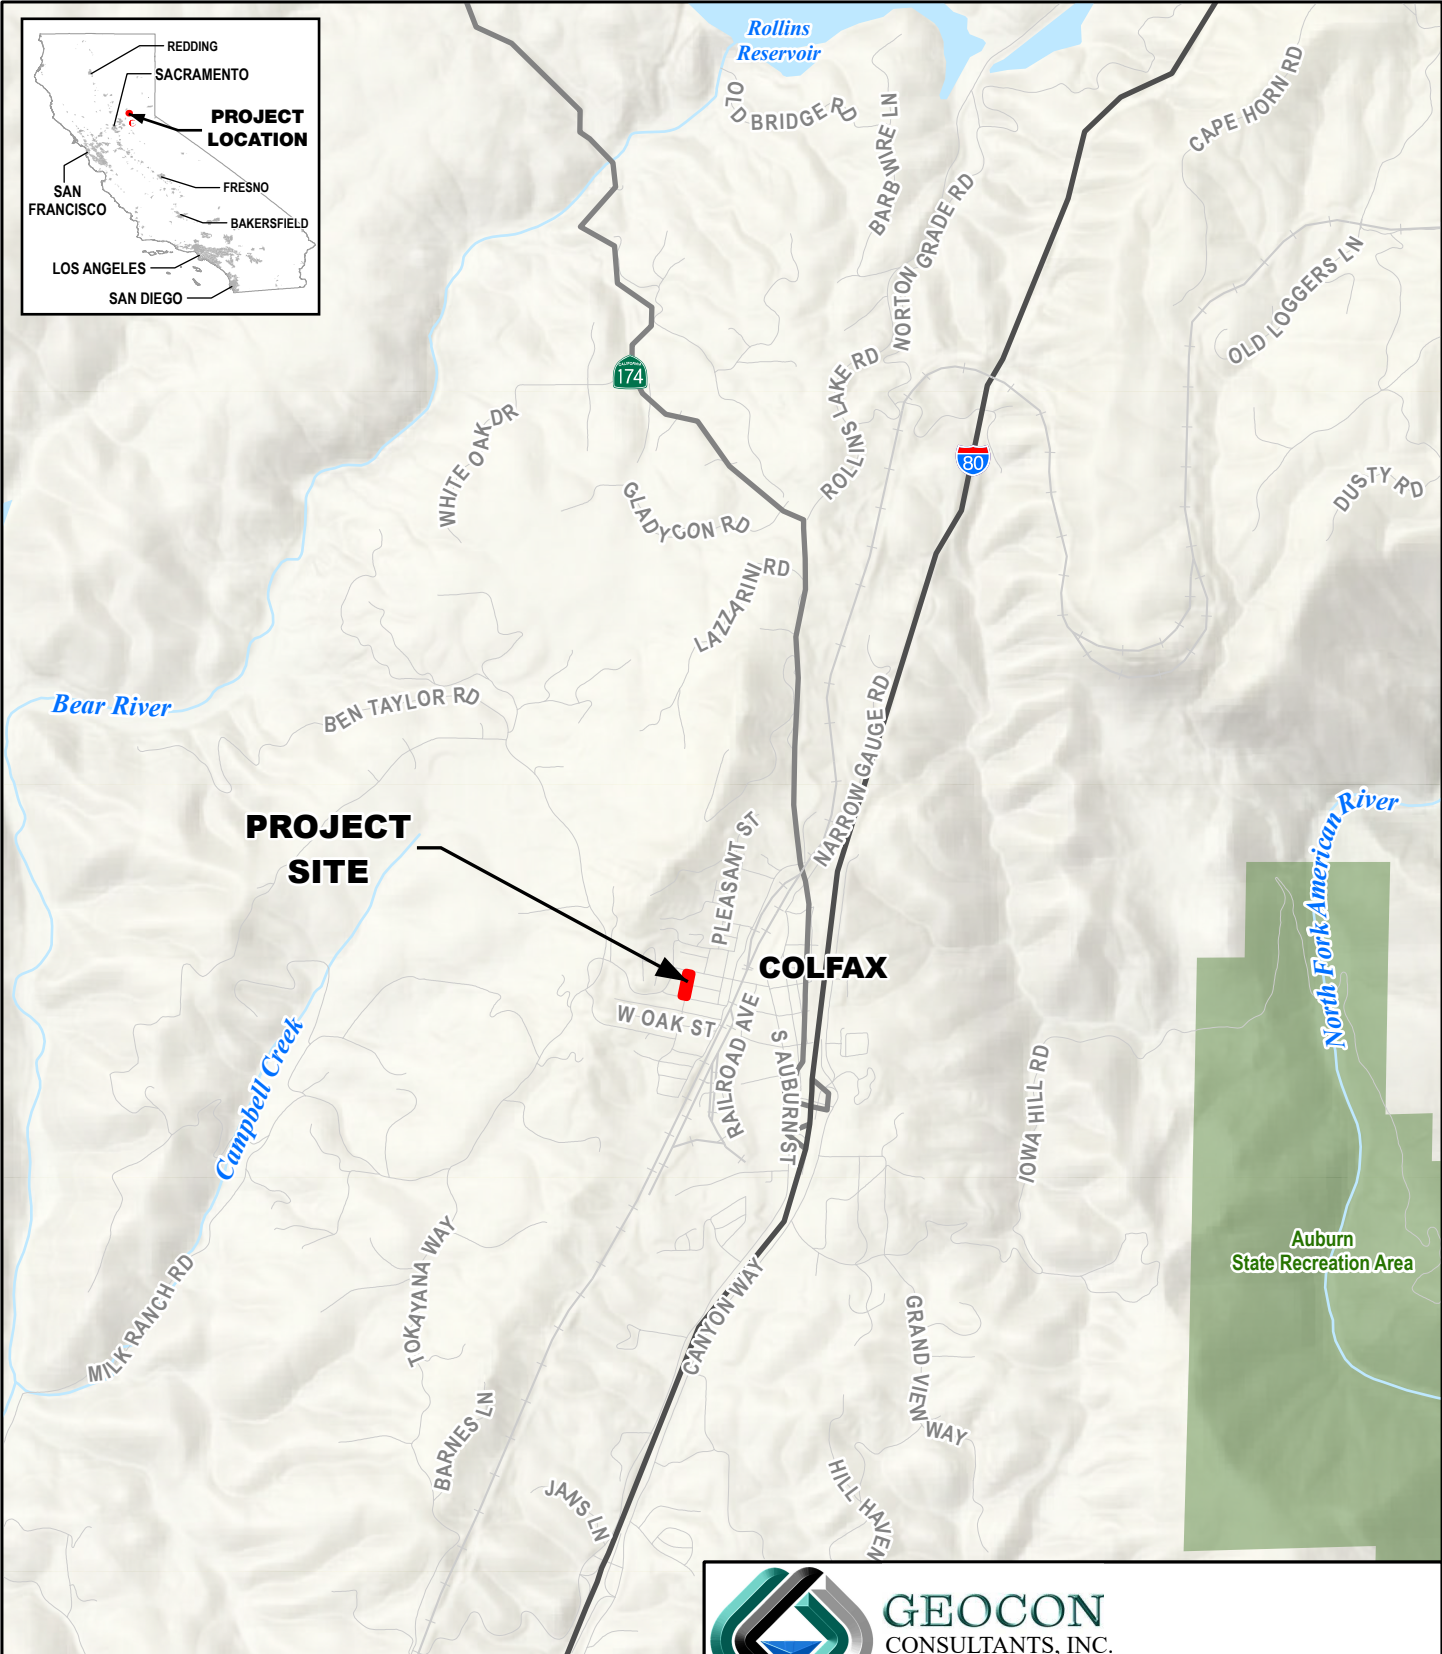 REDDING
SACRAMENTO
PROJECT
LOCATION
SAN
FRANCISCO
FRESNO
BAKERSFIELD
LOS ANGELES
SAN DIEGO
Rollins
Reservoir
OLD BRIDGE RD
BARB WIRE LN
CAPE HORN RD
NORTON GRADE RD
OLD LOGGERS LN
CALIFORNIA
174
ROLLINS LAKE RD
WHITE OAK DR
80
GLADYCON RD
DUSTY RD
LAZZARINI RD
Bear River
BEN TAYLOR RD
NARROW GAUGE RD
PROJECT
SITE
PLEASANT ST
North Fork American River
COLFAX
W OAK ST
RAILROAD AVE
S AUBURN ST
Campbell Creek
IOWA HILL RD
Auburn
State Recreation Area
MILK RANCH RD
TOKAYANA WAY
CANYON WAY
GRAND VIEW WAY
BARNES LN
JANS LN
HILL HAVEN
GEOCON
CONSULTANTS, INC.